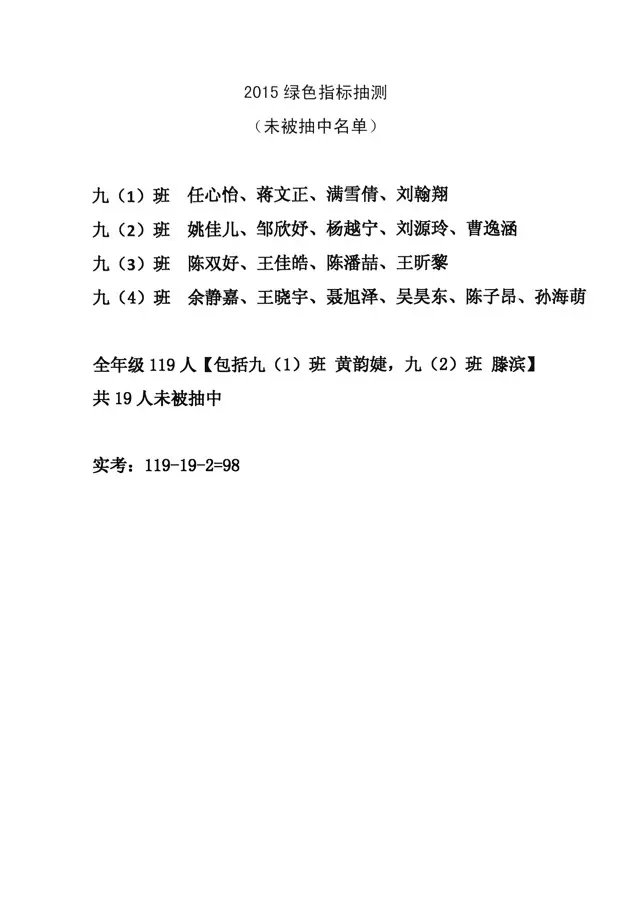 2015 绿色指标抽测
（未被抽中名单）
九（1）班 任心怡、蒋文正、满雪倩、刘翰翔
九（2）班 姚佳儿、邹欣妤、杨越宁、刘源玲、曹逸涵
九（3）班 陈双好、王佳皓、陈潘喆、王昕黎
九（4）班 余静嘉、王晓宇、聂旭泽、吴昊东、陈子昂、孙海萌
全年级 119 人【包括九（1）班 黄韵婕，九（2）班 滕滨】
共 19 人未被抽中
实考：119-19-2=98